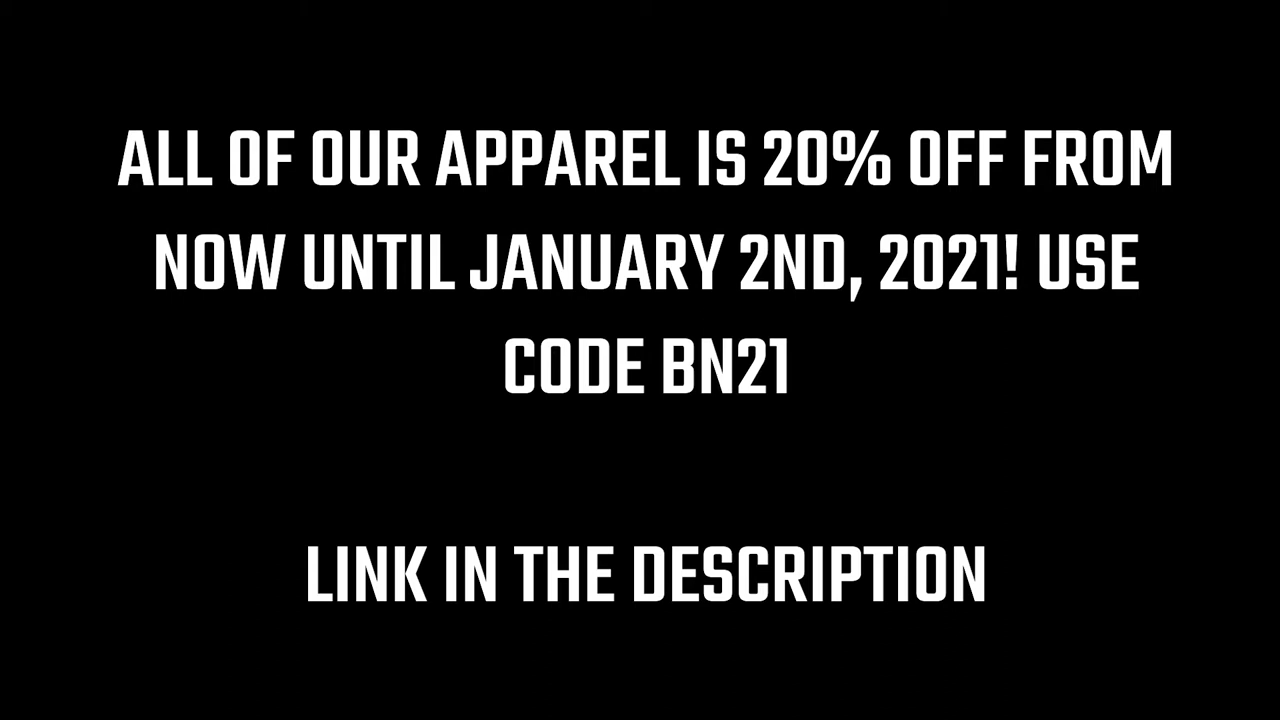 ALL OF OUR APPAREL IS 20% OFF FROM
NOW UNTIL JANUARY 2ND, 2021! USE
CODE BN21
LINK IN THE DESCRIPTION